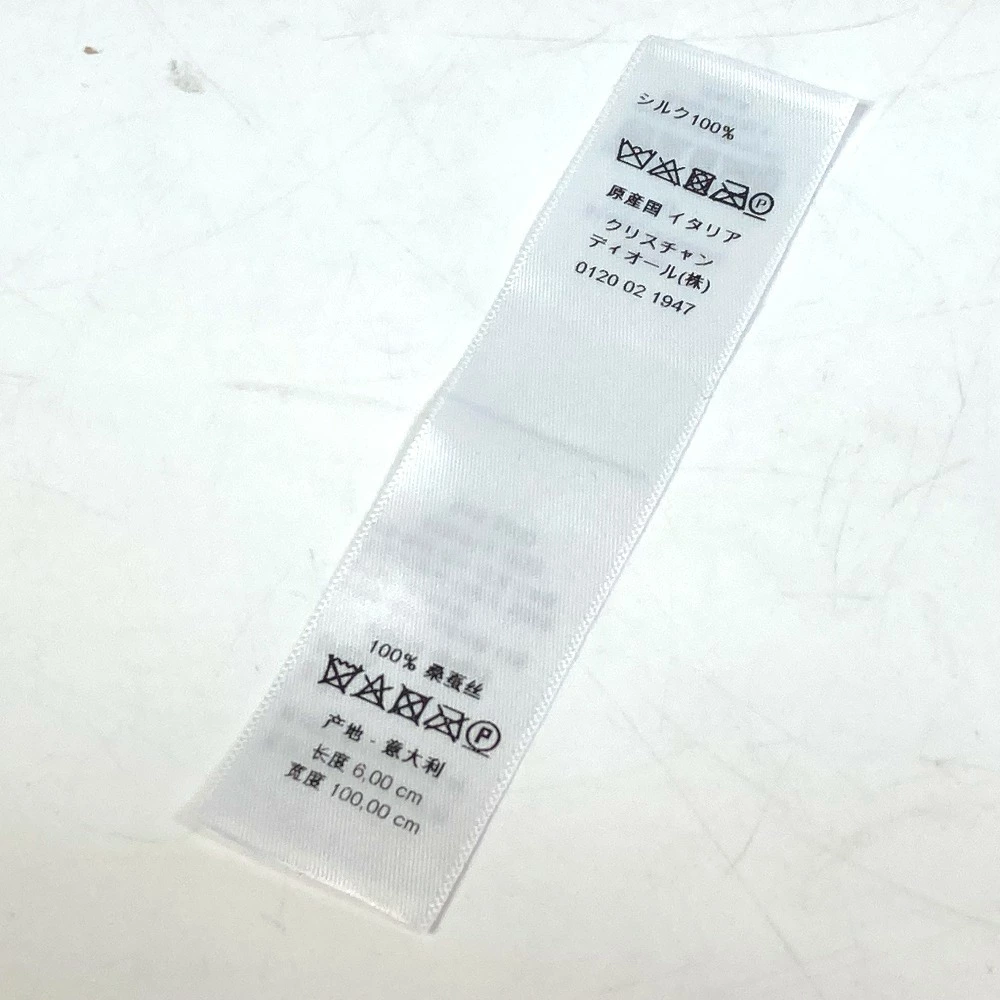 シルク100%
P
原産国 イタリア
クリスチャン
ディオール(株)
0120 02 1947
100% 桑蚕丝
P
产地 · 意大利
长度 6,00 cm
宽度 100,00 cm